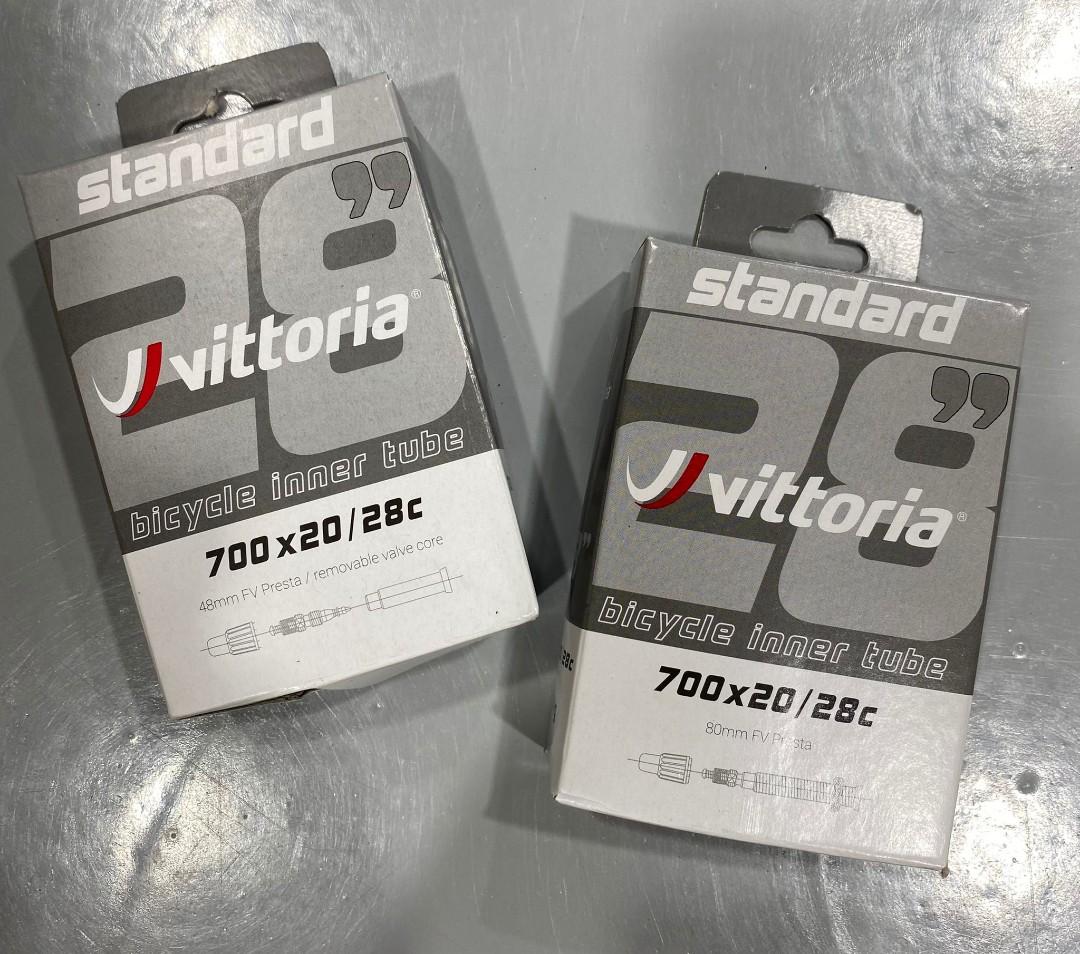 standard
28”
vittoria®
bicycle inner tube
700x20/28c
48mm FV Presta / removable valve core
standard
28”
vittoria®
bicycle inner tube
700x20/28c
80mm FV Presta
28c